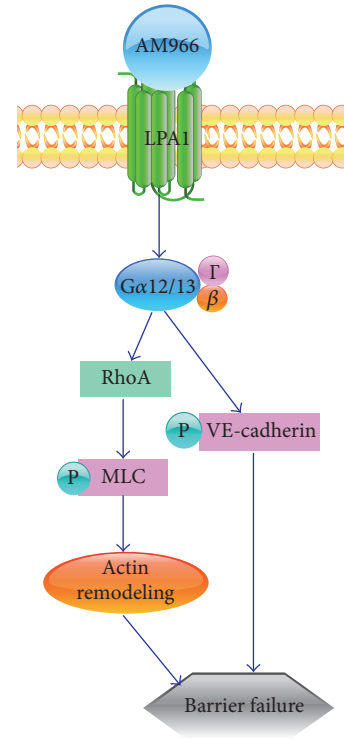 AM966
LPA1
Gα12/13
Γ
β
RhoA
P
VE-cadherin
P
MLC
Actin
remodeling
Barrier failure